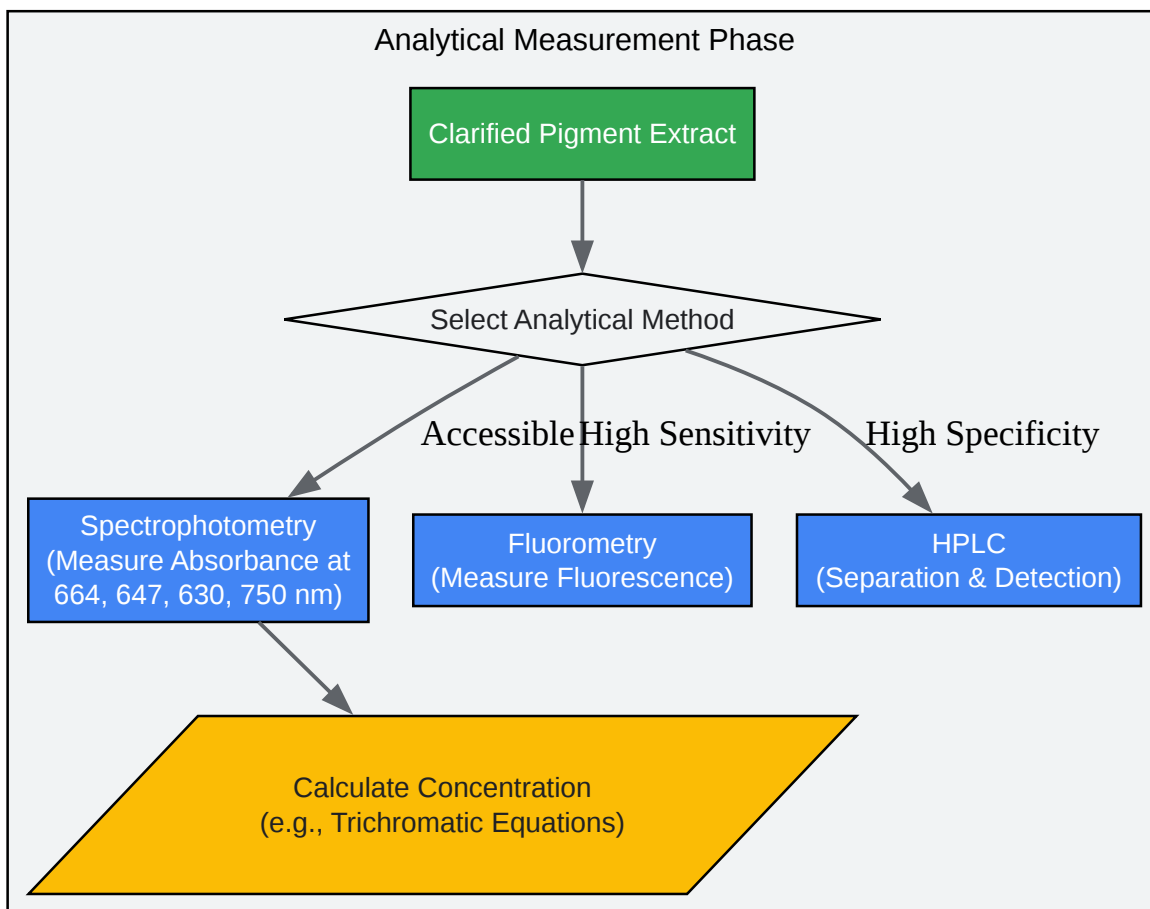 Analytical Measurement Phase
Clarified Pigment Extract
Select Analytical Method
Accessible
High Sensitivity
High Specificity
Spectrophotometry
(Measure Absorbance at
664, 647, 630, 750 nm)
Fluorometry
(Measure Fluorescence)
HPLC
(Separation & Detection)
Calculate Concentration
(e.g., Trichromatic Equations)